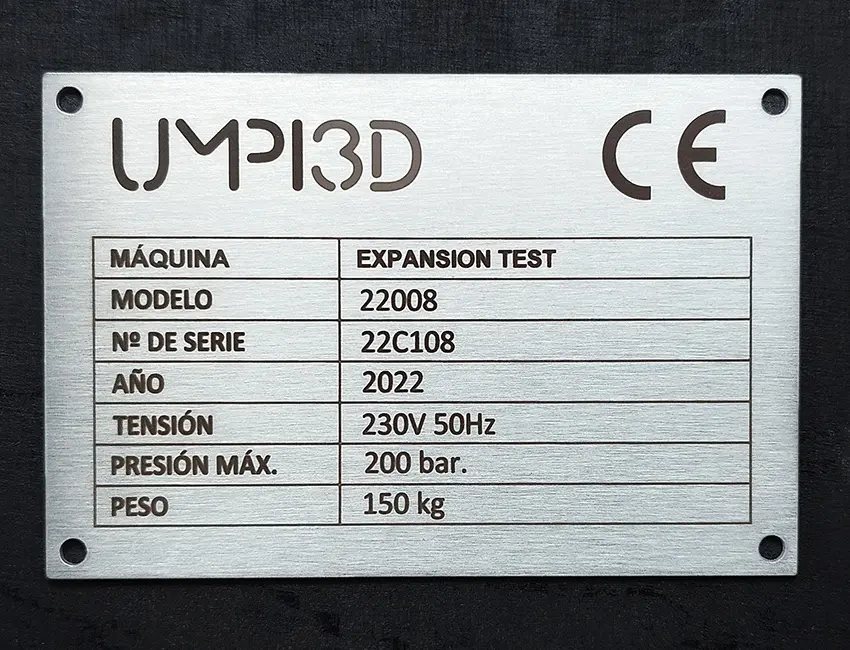 UMPI3D CE
MÁQUINA EXPANSION TEST
MODELO 22008
Nº DE SERIE 22C108
AÑO 2022
TENSIÓN 230V 50Hz
PRESIÓN MÁX. 200 bar.
PESO 150 kg